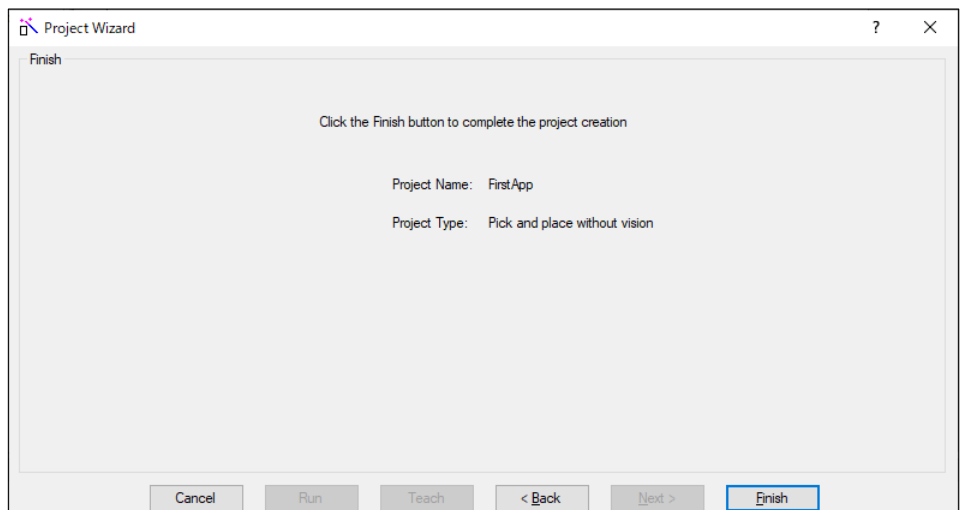 Project Wizard
?
Finish
Click the Finish button to complete the project creation
Project Name: FirstApp
Project Type: Pick and place without vision
Cancel Run Teach < Back Next > Finish